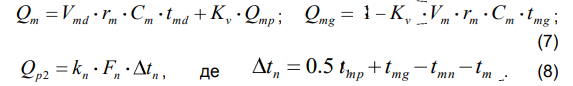 Q_m = V_md · r_m · C_m · t_md + K_v · Q_mp ; Q_mg = 1 − K_v · V_m · r_m · C_m · t_mg ;
(7)
Q_p2 = k_n · F_n · Δt_n , де Δt_n = 0.5 t_mp + t_mg − t_mn − t_m . (8)